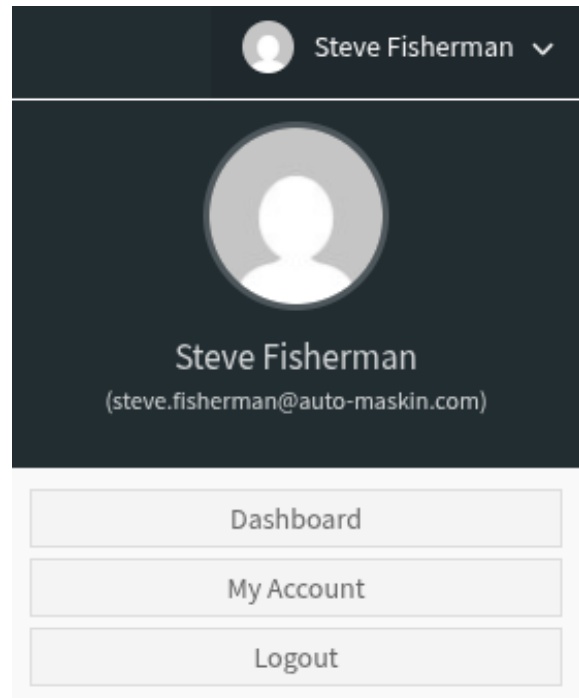 Steve Fisherman
Steve Fisherman
(steve.fisherman@auto-maskin.com)
Dashboard
My Account
Logout